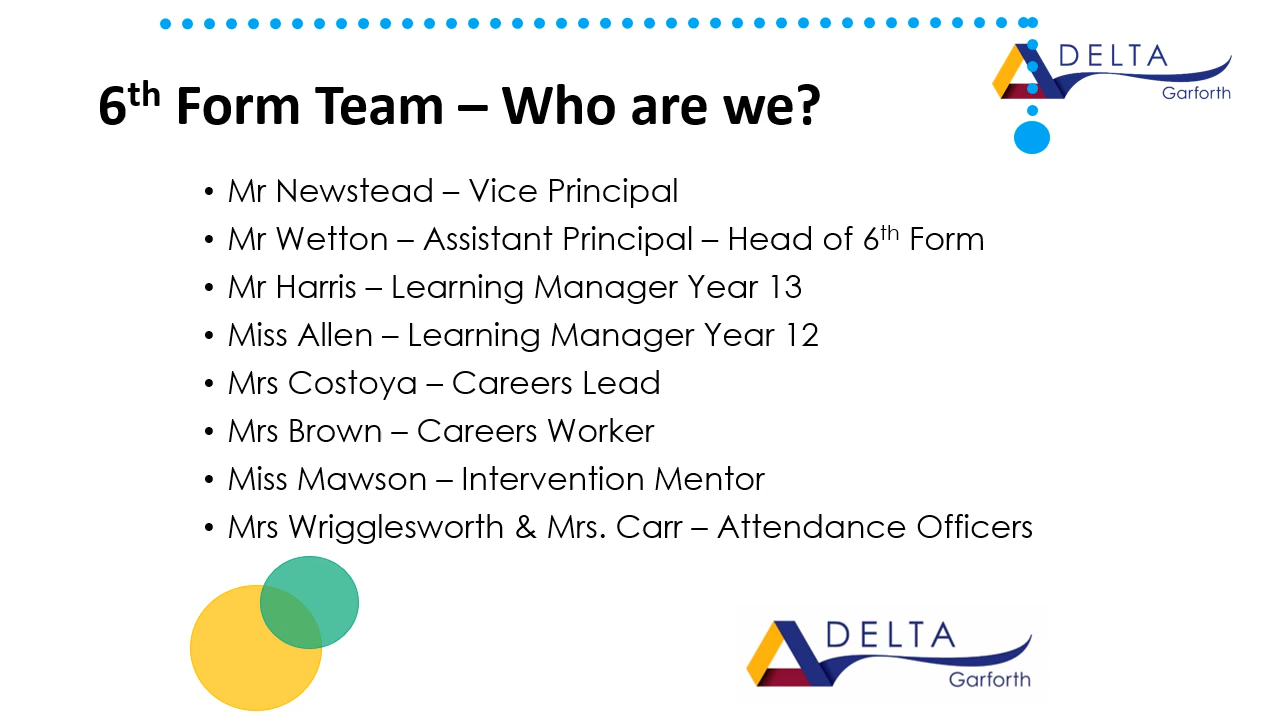 DELTA
Garforth
6th Form Team – Who are we?
• Mr Newstead – Vice Principal
• Mr Wetton – Assistant Principal – Head of 6th Form
• Mr Harris – Learning Manager Year 13
• Miss Allen – Learning Manager Year 12
• Mrs Costoya – Careers Lead
• Mrs Brown – Careers Worker
• Miss Mawson – Intervention Mentor
• Mrs Wrigglesworth & Mrs. Carr – Attendance Officers
DELTA
Garforth